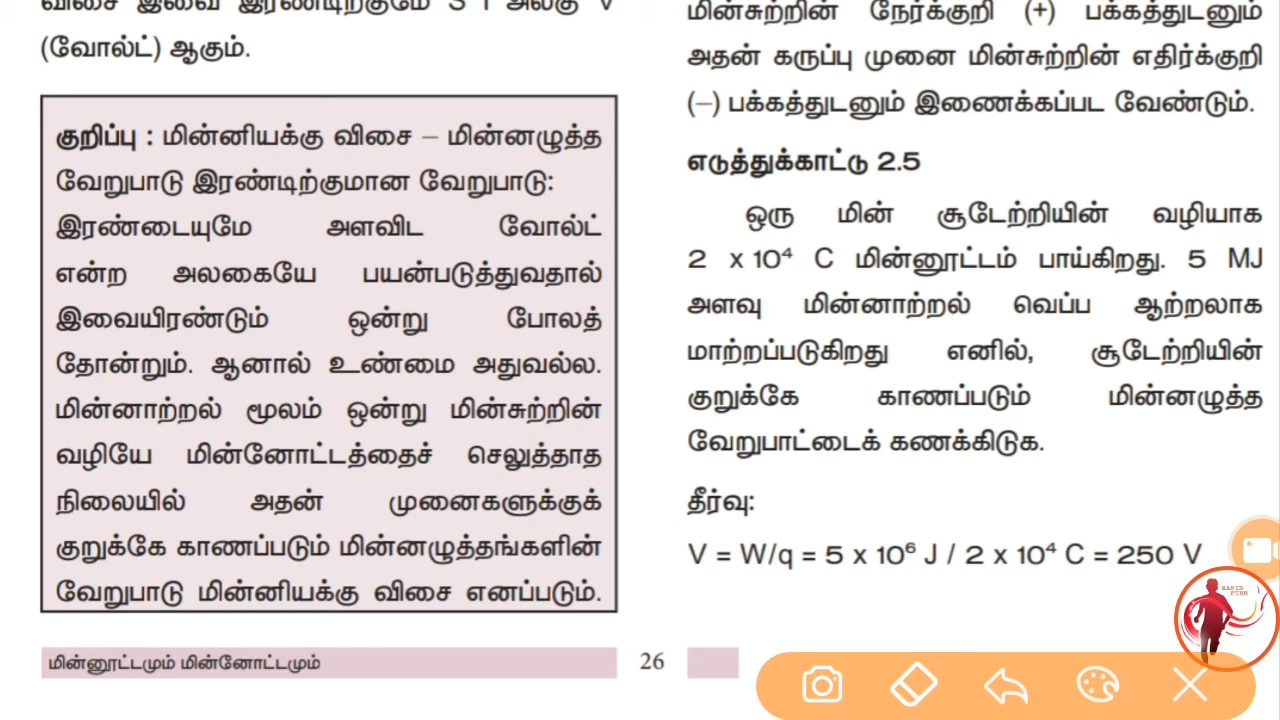 விசை இவை இரண்டிற்குமே S I அலகு V
(வோல்ட்) ஆகும்.
குறிப்பு : மின்னியக்கு விசை – மின்னழுத்த
வேறுபாடு இரண்டிற்குமான வேறுபாடு:
இரண்டையுமே அளவிட வோல்ட்
என்ற அலகையே பயன்படுத்துவதால்
இவையிரண்டும் ஒன்று போலத்
தோன்றும். ஆனால் உண்மை அதுவல்ல.
மின்னாற்றல் மூலம் ஒன்று மின்சுற்றின்
வழியே மின்னோட்டத்தைச் செலுத்தாத
நிலையில் அதன் முனைகளுக்குக்
குறுக்கே காணப்படும் மின்னழுத்தங்களின்
வேறுபாடு மின்னியக்கு விசை எனப்படும்.
மின்சுற்றின் நேர்க்குறி (+) பக்கத்துடனும்
அதன் கருப்பு முனை மின்சுற்றின் எதிர்க்குறி
(–) பக்கத்துடனும் இணைக்கப்பட வேண்டும்.
எடுத்துக்காட்டு 2.5
ஒரு மின் சூடேற்றியின் வழியாக
2 x 10⁴ C மின்னூட்டம் பாய்கிறது. 5 MJ
அளவு மின்னாற்றல் வெப்ப ஆற்றலாக
மாற்றப்படுகிறது எனில், சூடேற்றியின்
குறுக்கே காணப்படும் மின்னழுத்த
வேறுபாட்டைக் கணக்கிடுக.
தீர்வு:
V = W/q = 5 x 10⁶ J / 2 x 10⁴ C = 250 V
RAPID
மின்னூட்டமும் மின்னோட்டமும் 26